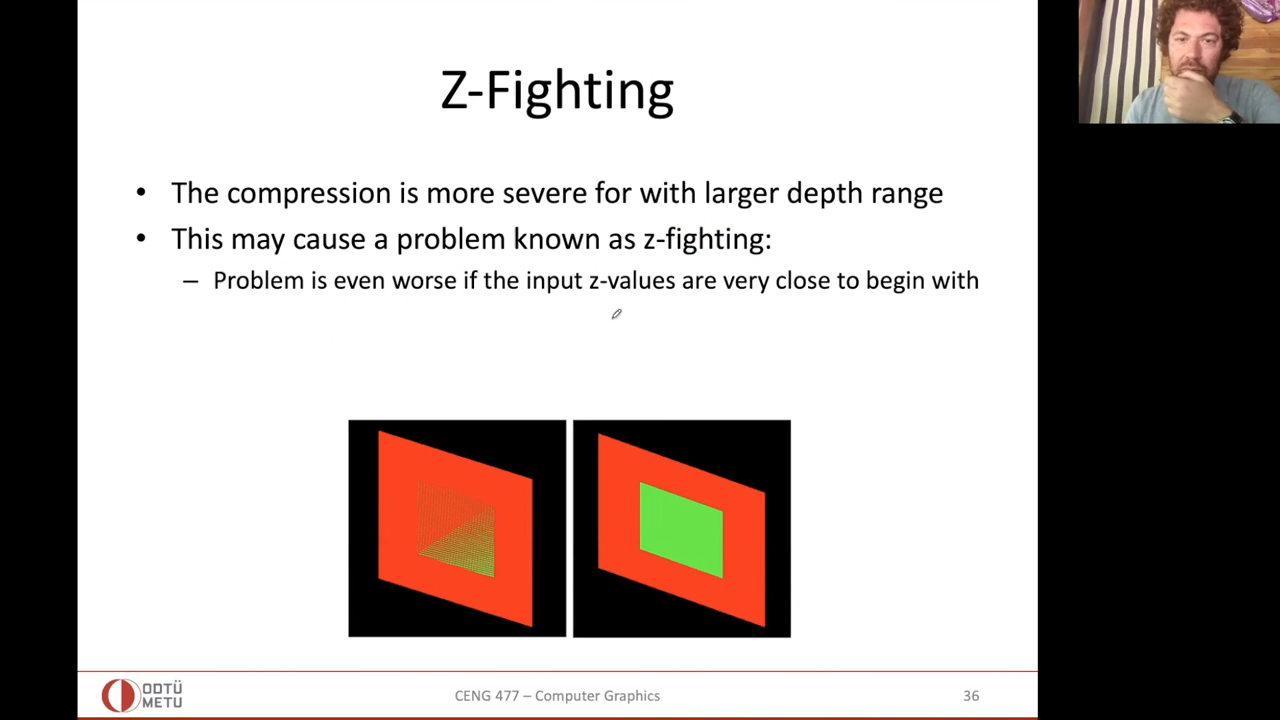 Z-Fighting
• The compression is more severe for with larger depth range
• This may cause a problem known as z-fighting:
– Problem is even worse if the input z-values are very close to begin with
ODTÜ
METU
CENG 477 – Computer Graphics
36